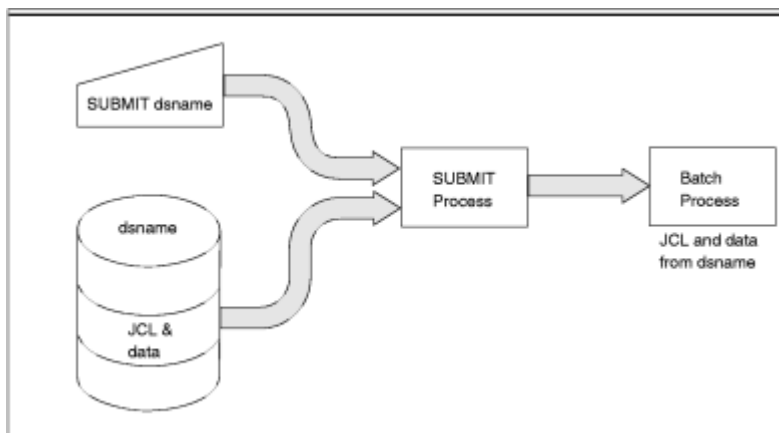 SUBMIT dsname
dsname
JCL &
data
SUBMIT
Process
Batch
Process
JCL and data
from dsname